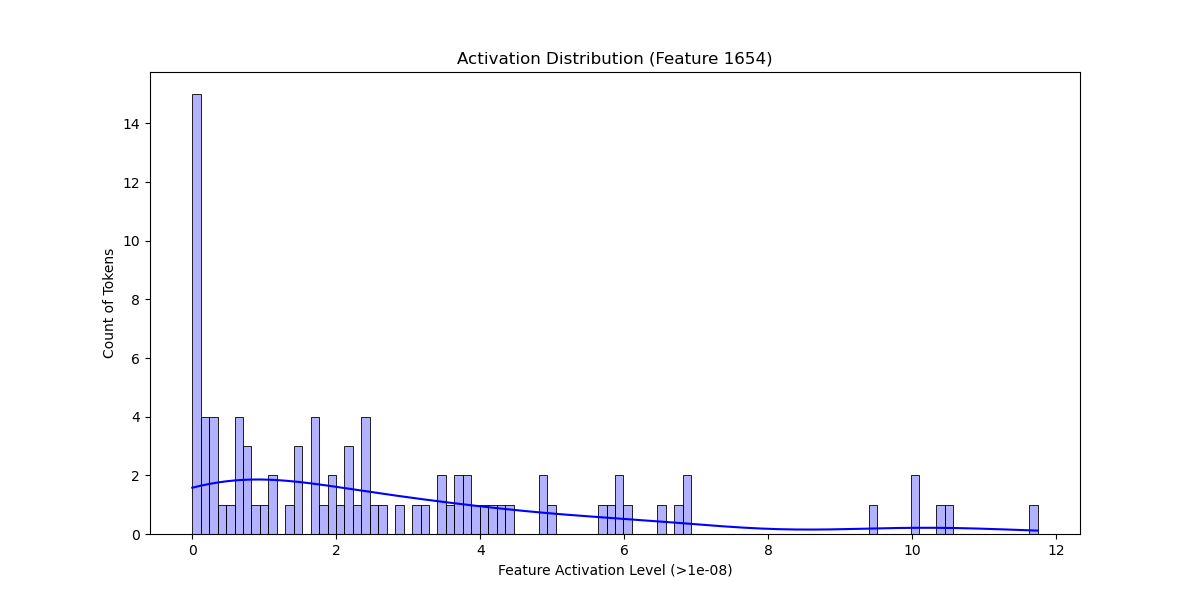 Activation Distribution (Feature 1654)
Count of Tokens
14
12
10
8
6
4
2
0
0 2 4 6 8 10 12
Feature Activation Level (>1e-08)